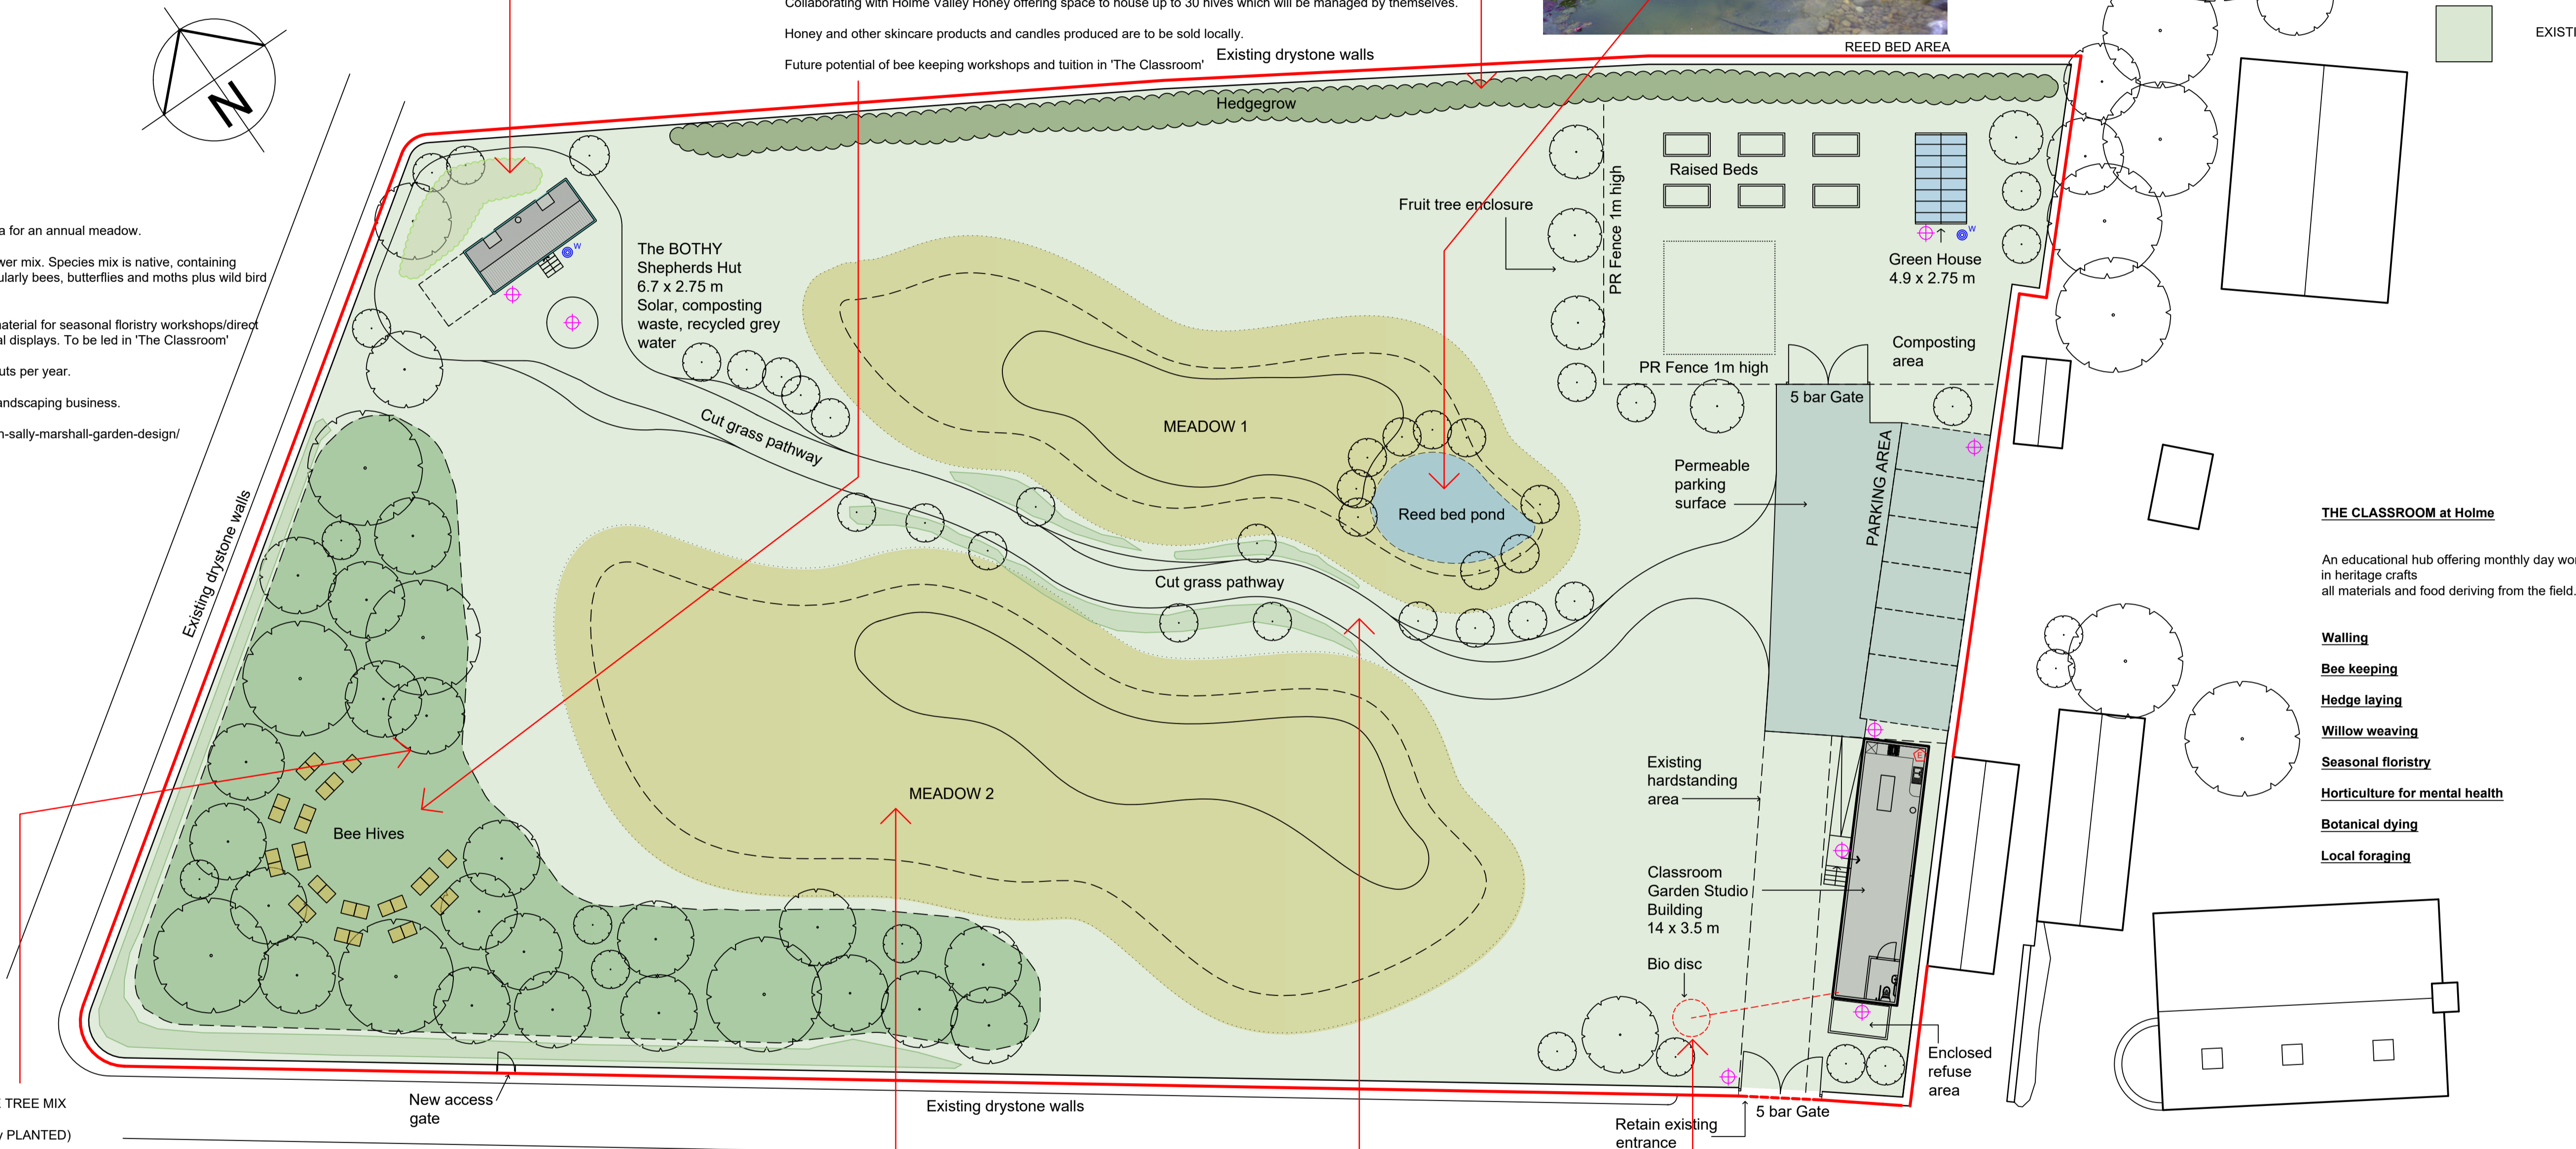 Collaborating with Holme Valley Honey offering space to house up to 30 hives which will be managed by themselves.
Honey and other skincare products and candles produced are to be sold locally.
Future potential of bee keeping workshops and tuition in 'The Classroom'
Existing drystone walls
REED BED AREA
EXISTI
N
Hedgegrow
a for an annual meadow.
wer mix. Species mix is native, containing
ularly bees, butterflies and moths plus wild bird
material for seasonal floristry workshops/direct
al displays. To be led in 'The Classroom'
uts per year.
andscaping business.
n-sally-marshall-garden-design/
W
The BOTHY
Shepherds Hut
6.7 x 2.75 m
Solar, composting
waste, recycled grey
water
Fruit tree enclosure
PR Fence 1m high
Raised Beds
W
Green House
4.9 x 2.75 m
Composting
area
PR Fence 1m high
5 bar Gate
Cut grass pathway
MEADOW 1
Reed bed pond
Permeable
parking
surface
PARKING AREA
Existing drystone walls
Cut grass pathway
THE CLASSROOM at Holme
An educational hub offering monthly day wor
in heritage crafts
all materials and food deriving from the field.
Walling
Bee keeping
Hedge laying
Willow weaving
Seasonal floristry
Horticulture for mental health
Botanical dying
Local foraging
MEADOW 2
Bee Hives
Existing
hardstanding
area
Classroom
Garden Studio
Building
14 x 3.5 m
Bio disc
Enclosed
refuse
area
New access
gate
Existing drystone walls
5 bar Gate
Retain existing
entrance
TREE MIX
PLANTED)